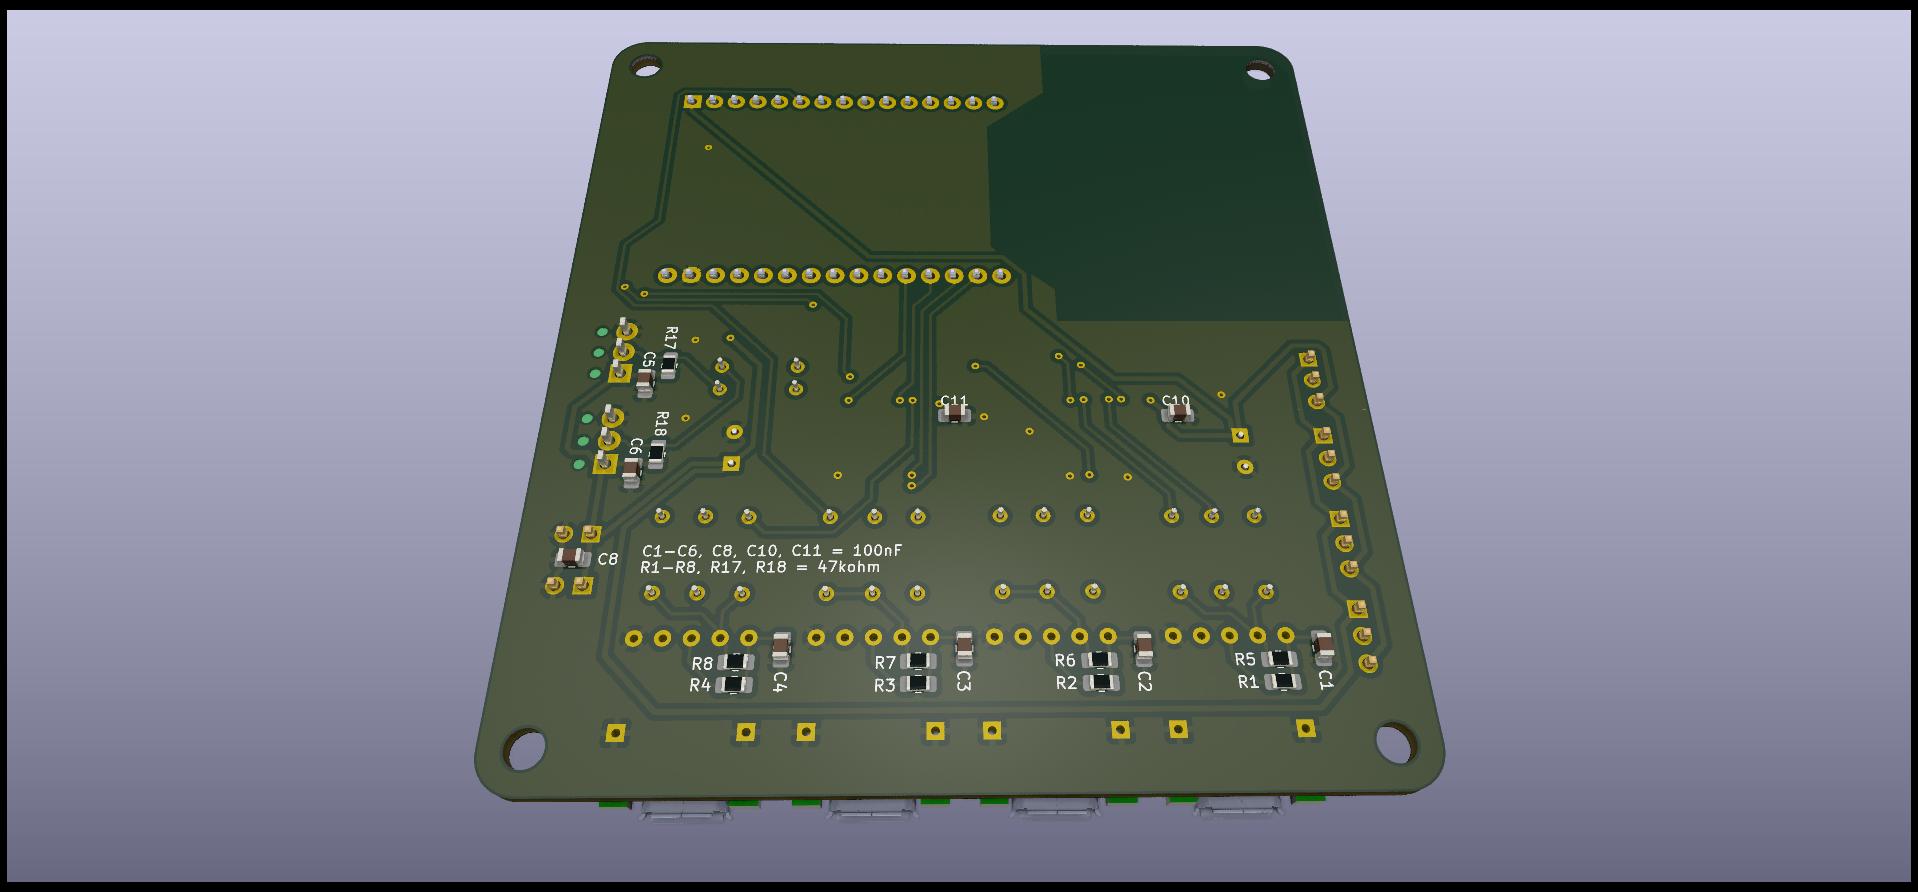 R17
C5
R18
C6
C11
C10
C8
C1-C6, C8, C10, C11 = 100nF
R1-R8, R17, R18 = 47kohm
R8
R4
C4
R7
R3
C3
R6
R2
C2
R5
R1
C1